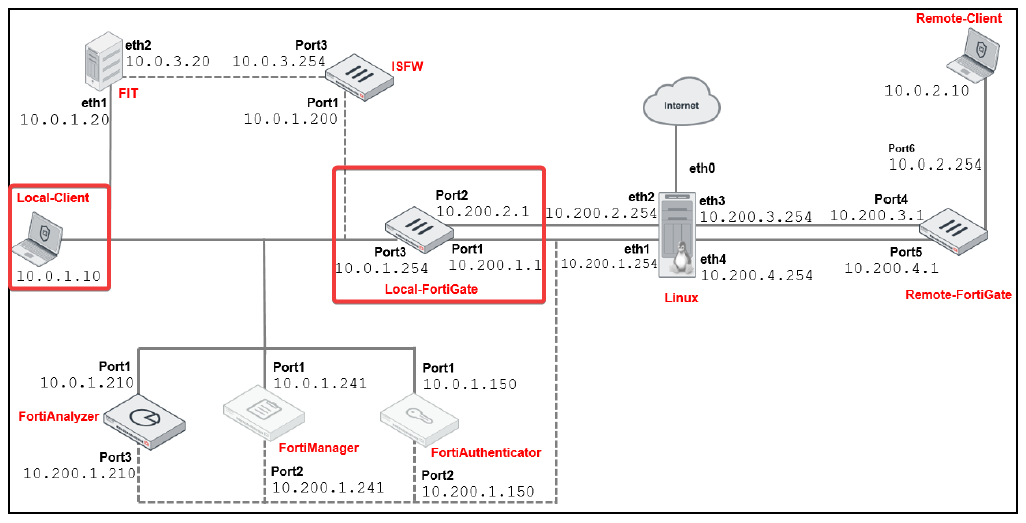 Remote-Client
10.0.2.10
Port6
10.0.2.254
eth2
10.0.3.20
Port3
10.0.3.254
ISFW
FIT
eth1
10.0.1.20
Port1
10.0.1.200
Internet
eth0
Local-Client
10.0.1.10
Port2
10.200.2.1
Port3
10.0.1.254
Port1
10.200.1.1
Local-FortiGate
eth2
10.200.2.254
eth1
10.200.1.254
eth3
10.200.3.254
eth4
10.200.4.254
Linux
Port4
10.200.3.1
Port5
10.200.4.1
Remote-FortiGate
Port1
10.0.1.210
FortiAnalyzer
Port3
10.200.1.210
Port1
10.0.1.241
FortiManager
Port2
10.200.1.241
Port1
10.0.1.150
FortiAuthenticator
Port2
10.200.1.150